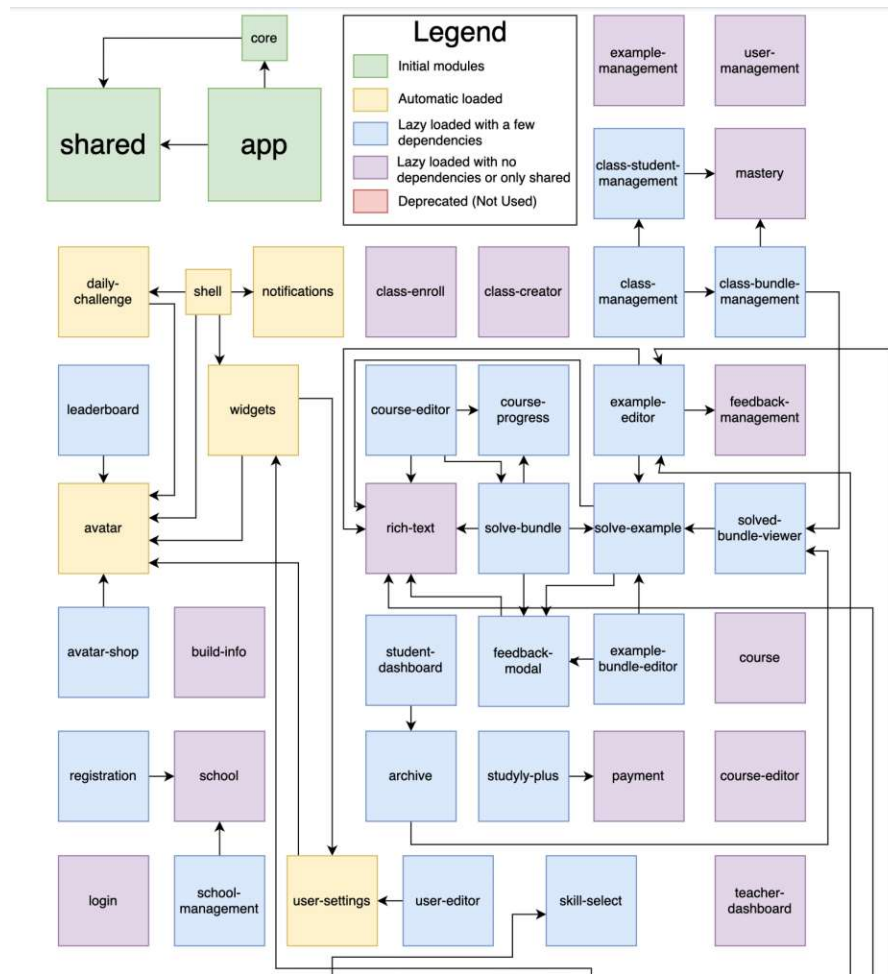 core
Legend
example-
management
user-
management
Initial modules
Automatic loaded
shared
app
Lazy loaded with a few
dependencies
class-student-
management
mastery
Lazy loaded with no
dependencies or only shared
Deprecated (Not Used)
daily-
challenge
shell
notifications
class-enroll
class-creator
class-
management
class-bundle-
management
leaderboard
widgets
course-editor
course-
progress
example-
editor
feedback-
management
avatar
rich-text
solve-bundle
solve-example
solved-
bundle-viewer
avatar-shop
build-info
student-
dashboard
feedback-
modal
example-
bundle-editor
course
registration
school
archive
studyly-plus
payment
course-editor
login
school-
management
user-settings
user-editor
skill-select
teacher-
dashboard